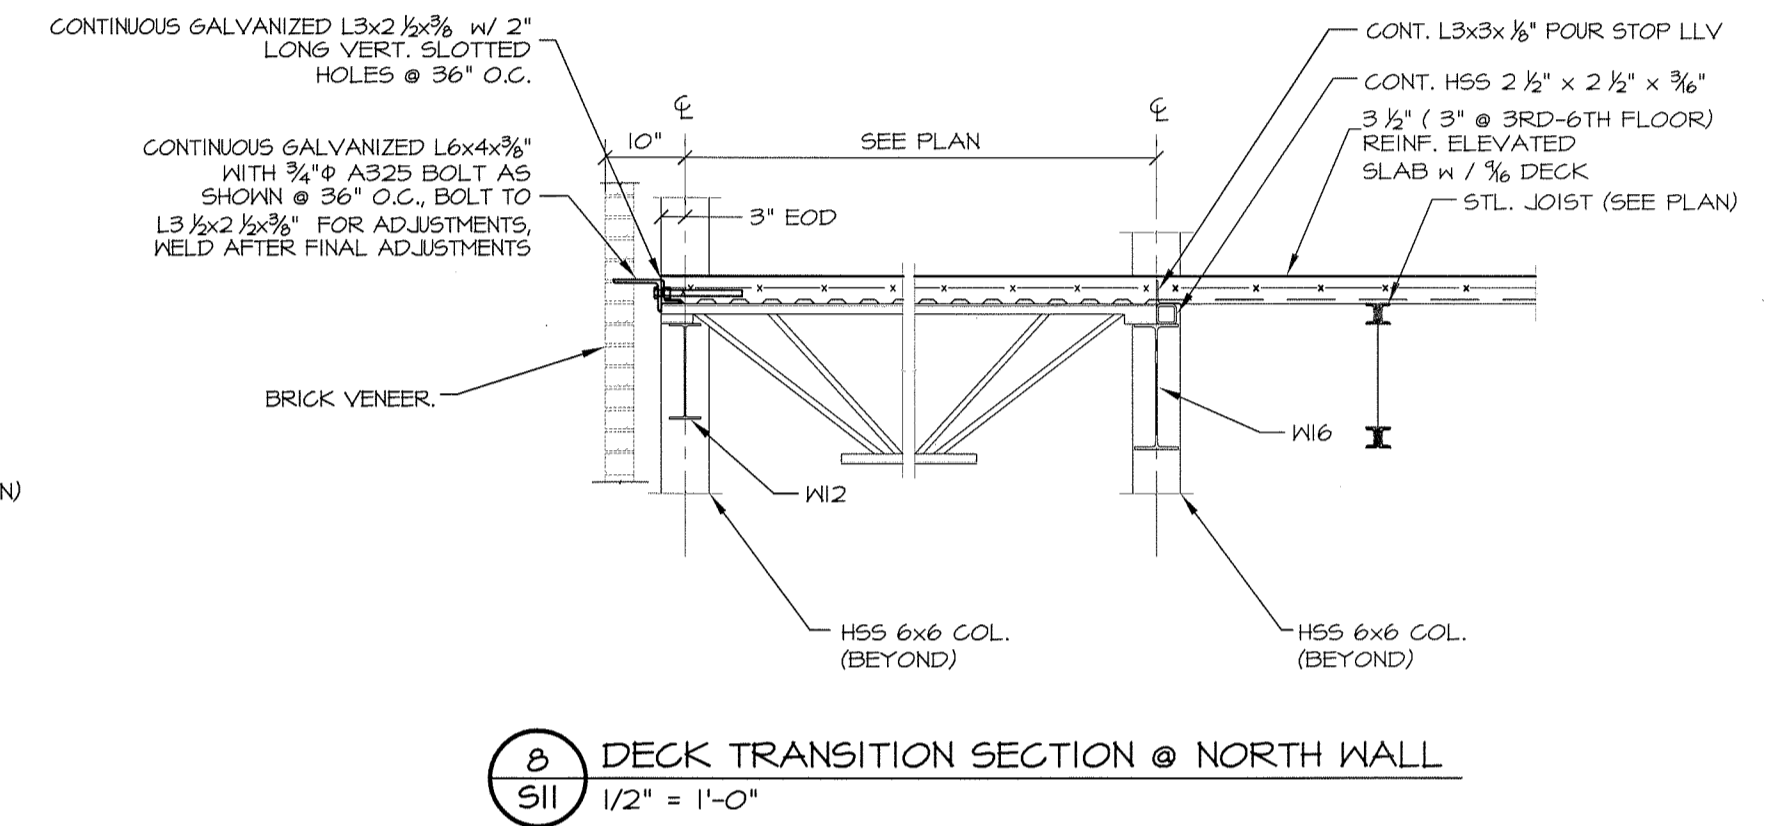 CONTINUOUS GALVANIZED L3x2 1/2x3/8 W/ 2"
LONG VERT. SLOTTED
HOLES @ 36" O.C.
CONTINUOUS GALVANIZED L6x4x3/8"
WITH 3/4"Φ A325 BOLT AS
SHOWN @ 36" O.C., BOLT TO
L3 1/2x2 1/2x3/8" FOR ADJUSTMENTS,
WELD AFTER FINAL ADJUSTMENTS
℄
℄
10"
SEE PLAN
3" EOD
CONT. L3x3x 1/8" POUR STOP LLV
CONT. HSS 2 1/2" x 2 1/2" x 3/16"
3 1/2" ( 3" @ 3RD-6TH FLOOR)
REINF. ELEVATED
SLAB W / 9/16 DECK
STL. JOIST (SEE PLAN)
BRICK VENEER.
W12
W16
N)
HSS 6x6 COL.
(BEYOND)
HSS 6x6 COL.
(BEYOND)
8
S11
DECK TRANSITION SECTION @ NORTH WALL
1/2" = 1'-0"